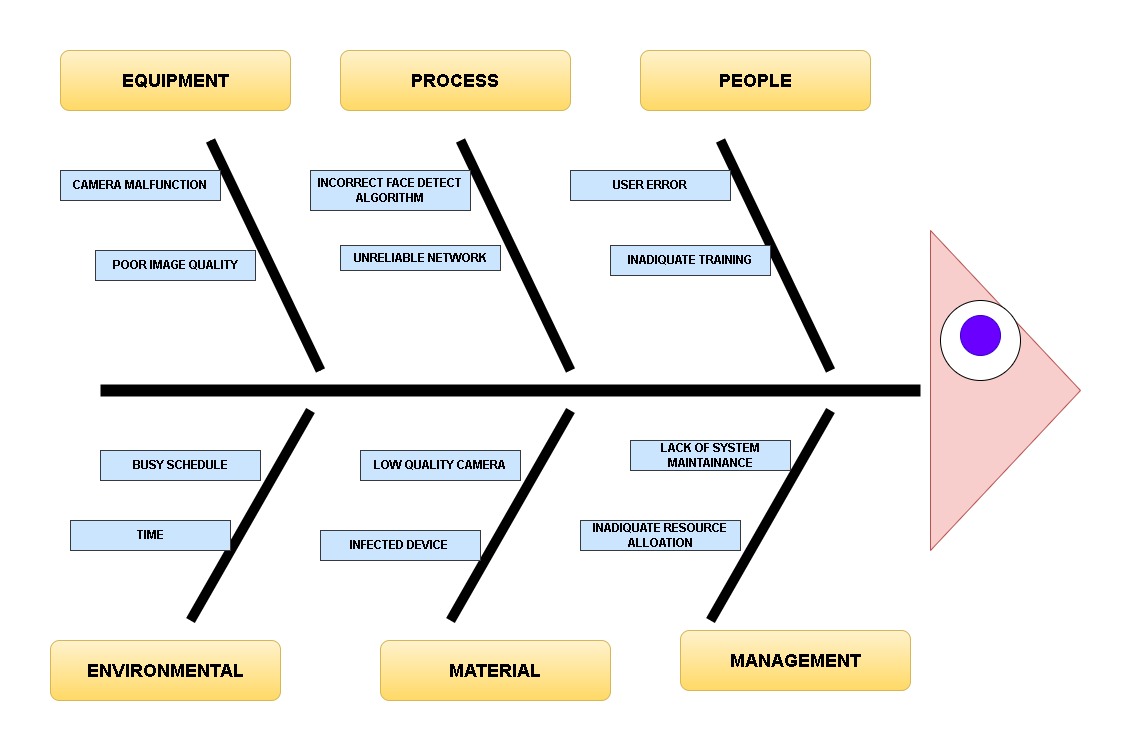 EQUIPMENT
PROCESS
PEOPLE
CAMERA MALFUNCTION
INCORRECT FACE DETECT
ALGORITHM
USER ERROR
POOR IMAGE QUALITY
UNRELIABLE NETWORK
INADIQUATE TRAINING
BUSY SCHEDULE
LOW QUALITY CAMERA
LACK OF SYSTEM
MAINTAINANCE
TIME
INFECTED DEVICE
INADIQUATE RESOURCE
ALLOATION
ENVIRONMENTAL
MATERIAL
MANAGEMENT